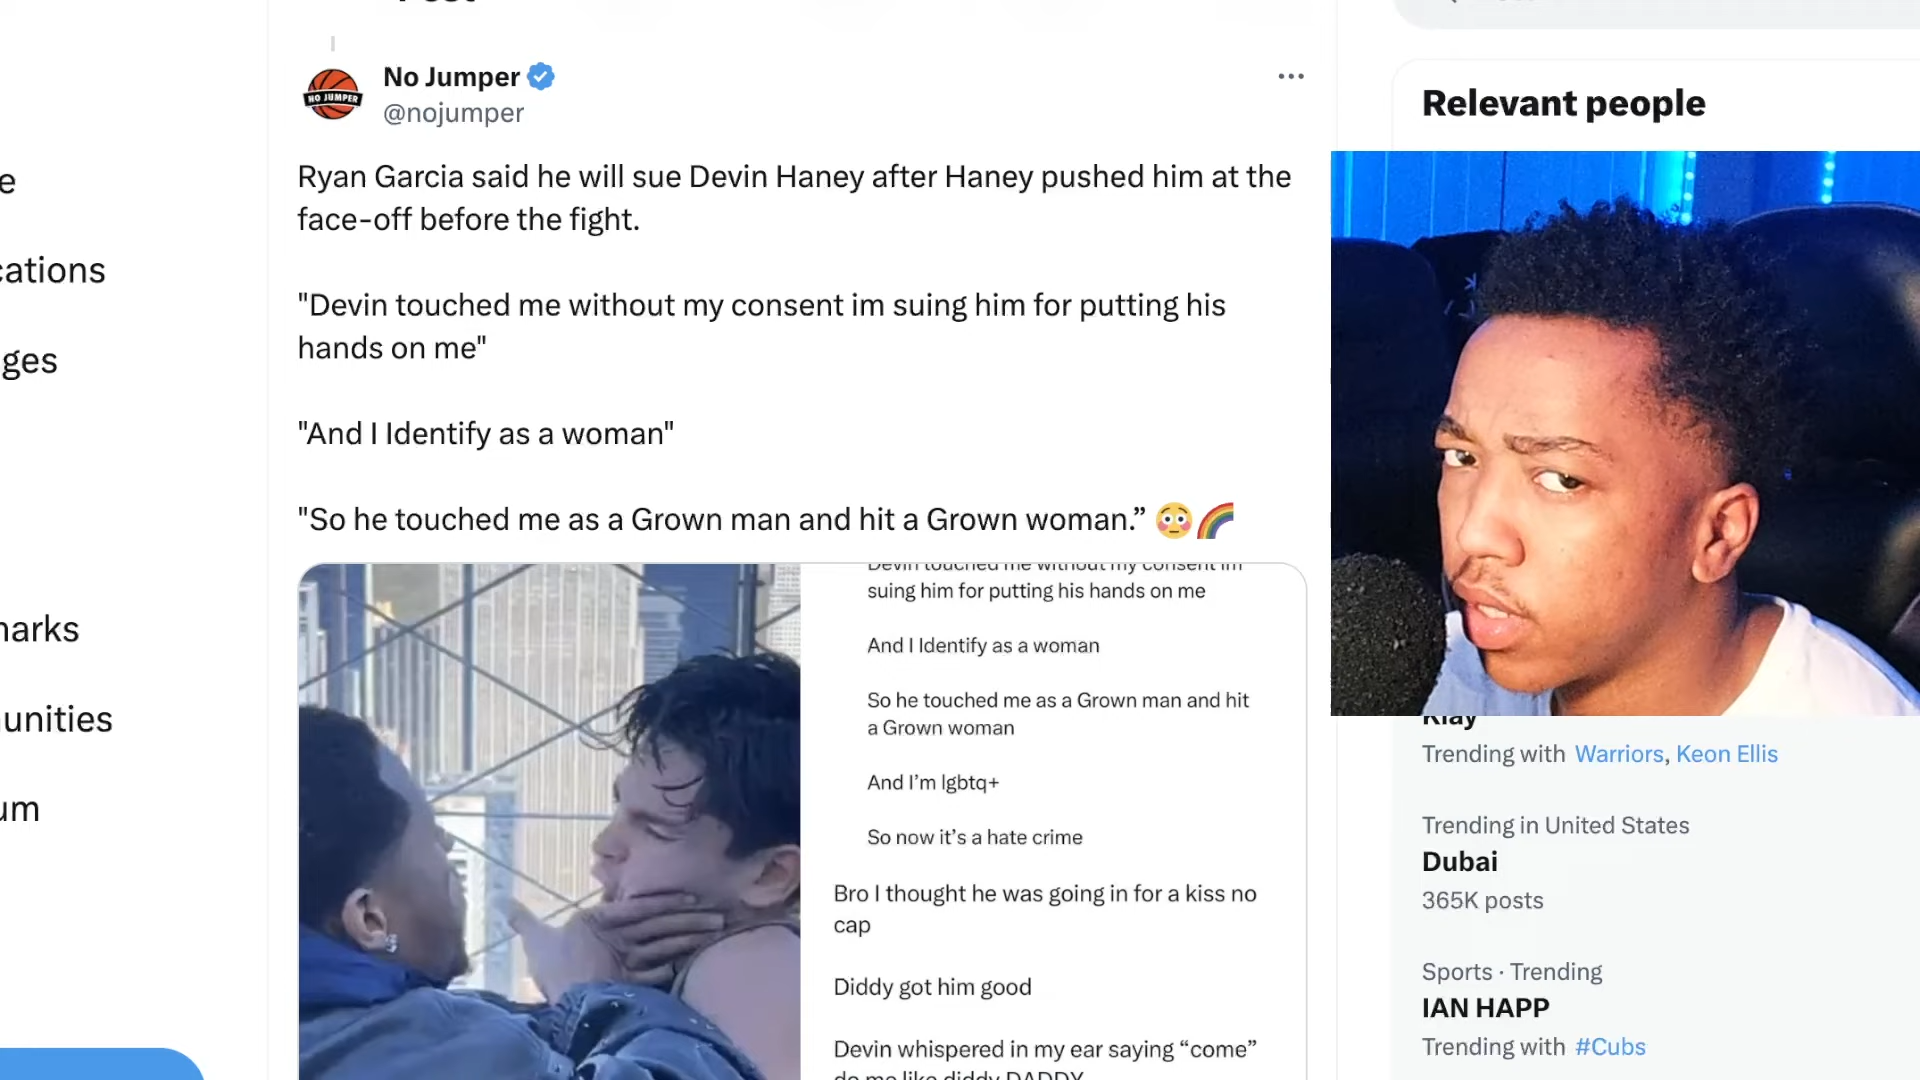 No Jumper
@nojumper
NO JUMPER
Ryan Garcia said he will sue Devin Haney after Haney pushed him at the
face-off before the fight.
"Devin touched me without my consent im suing him for putting his
hands on me"
"And I Identify as a woman"
"So he touched me as a Grown man and hit a Grown woman.” 😳🌈
Devin touched me without my consent im
suing him for putting his hands on me
And I Identify as a woman
So he touched me as a Grown man and hit
a Grown woman
And I’m lgbtq+
So now it’s a hate crime
Bro I thought he was going in for a kiss no
cap
Diddy got him good
Devin whispered in my ear saying “come”
do me like diddy DADDY
e
cations
ges
narks
unities
um
Relevant people
Klay
Trending with Warriors, Keon Ellis
Trending in United States
Dubai
365K posts
Sports · Trending
IAN HAPP
Trending with #Cubs